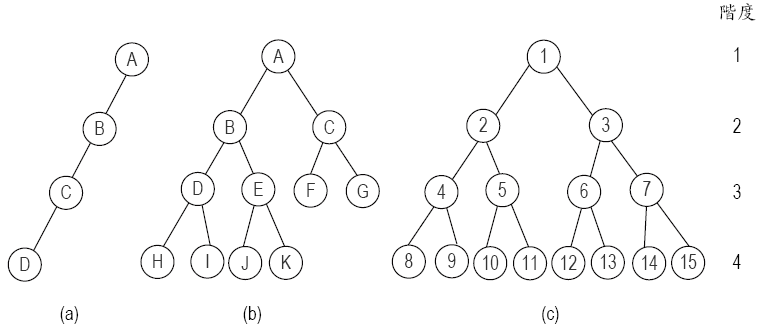 階度
A A 1 1
B B C 2 3 2
C D E F G 4 5 6 7 3
D H I J K 8 9 10 11 12 13 14 15 4
(a) (b) (c)